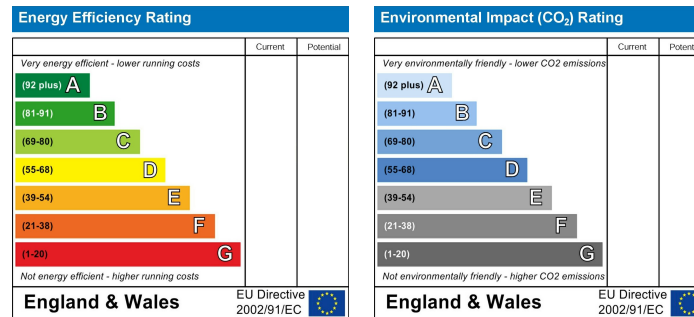 Energy Efficiency Rating
Current Potential
Very energy efficient - lower running costs
(92 plus) A
(81-91) B
(69-80) C
(55-68) D
(39-54) E
(21-38) F
(1-20) G
Not energy efficient - higher running costs
England & Wales
EU Directive
2002/91/EC
Environmental Impact (CO₂) Rating
Current Potent
Very environmentally friendly - lower CO2 emissions
(92 plus) A
(81-91) B
(69-80) C
(55-68) D
(39-54) E
(21-38) F
(1-20) G
Not environmentally friendly - higher CO2 emissions
England & Wales
EU Directive
2002/91/EC